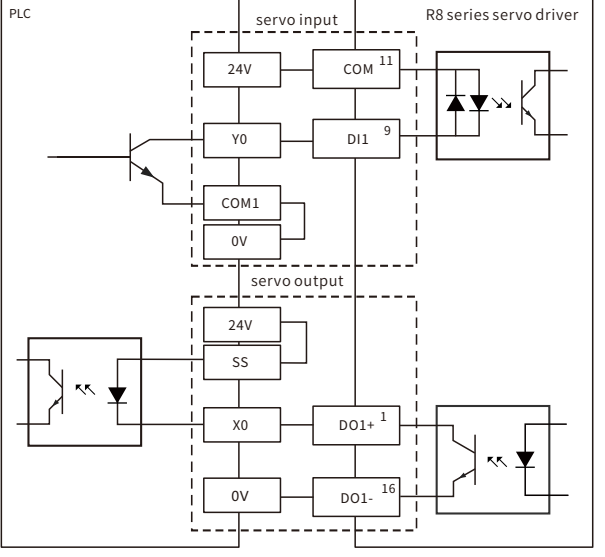 PLC
servo input
R8 series servo driver
24V
COM 11
Y0
DI1 9
COM1
0V
servo output
24V
SS
X0
DO1+ 1
0V
DO1- 16